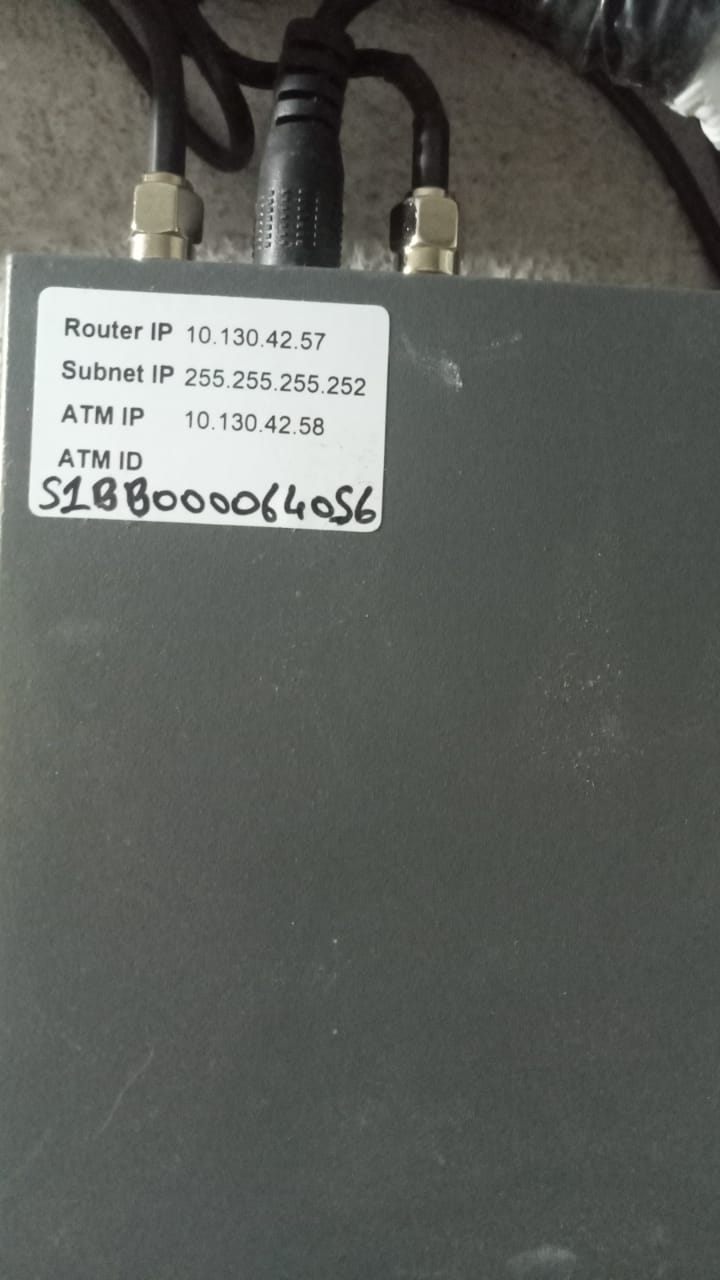 Router IP 10.130.42.57
Subnet IP 255.255.255.252
ATM IP 10.130.42.58
ATM ID
S1BB000064056